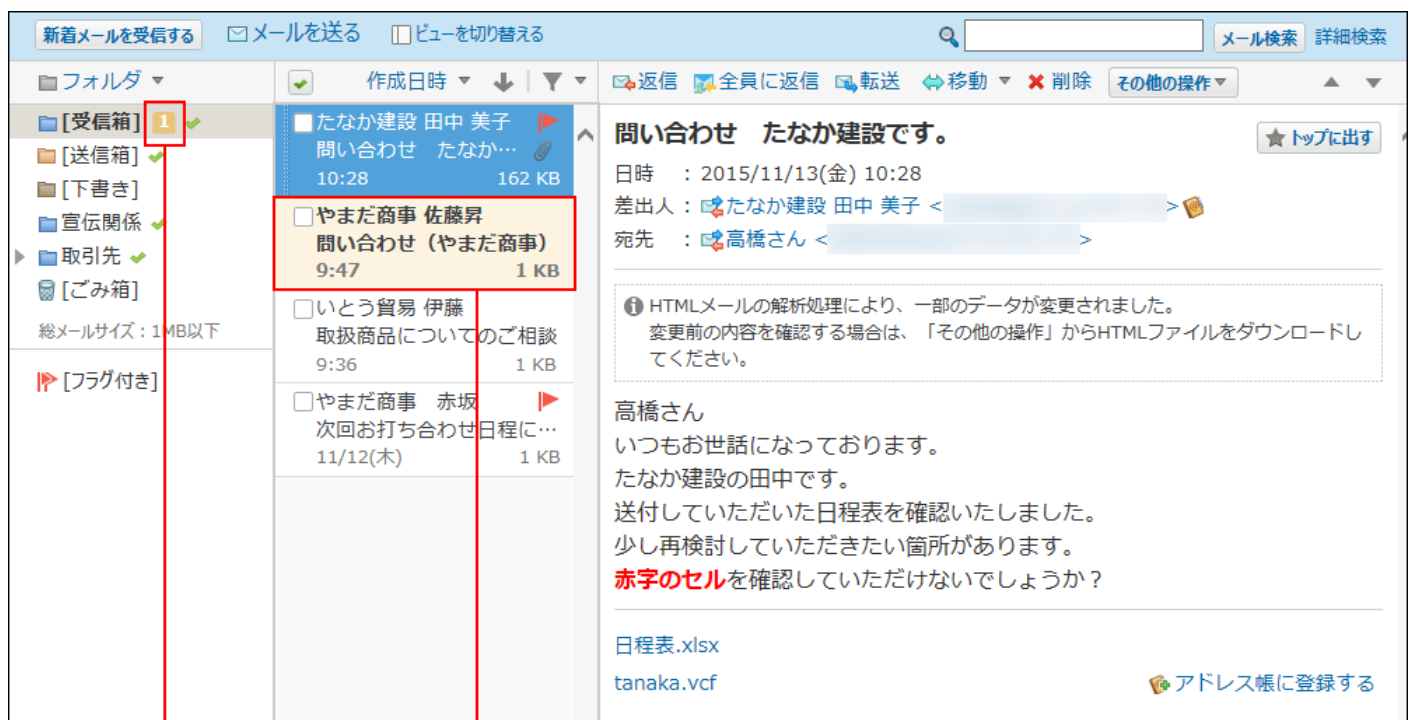 新着メールを受信する メールを送る ビューを切り替える メール検索 詳細検索
フォルダ
[受信箱] 1
[送信箱]
[下書き]
宣伝関係
取引先
[ごみ箱]
総メールサイズ：1MB以下
[フラグ付き]
作成日時
たなか建設 田中 美子
問い合わせ　たなか…
10:28 162 KB
やまだ商事 佐藤昇
問い合わせ（やまだ商事）
9:47 1 KB
いとう貿易 伊藤
取扱商品についてのご相談
9:36 1 KB
やまだ商事　赤坂
次回お打ち合わせ日程に…
11/12(木) 1 KB
返信 全員に返信 転送 移動 削除 その他の操作
問い合わせ　たなか建設です。
トップに出す
日時　：2015/11/13(金) 10:28
差出人：たなか建設 田中 美子 < >
宛先　：高橋さん < >
HTMLメールの解析処理により、一部のデータが変更されました。
変更前の内容を確認する場合は、「その他の操作」からHTMLファイルをダウンロードし
てください。
高橋さん
いつもお世話になっております。
たなか建設の田中です。
送付していただいた日程表を確認いたしました。
少し再検討していただきたい箇所があります。
赤字のセルを確認していただけないでしょうか？
日程表.xlsx
tanaka.vcf アドレス帳に登録する